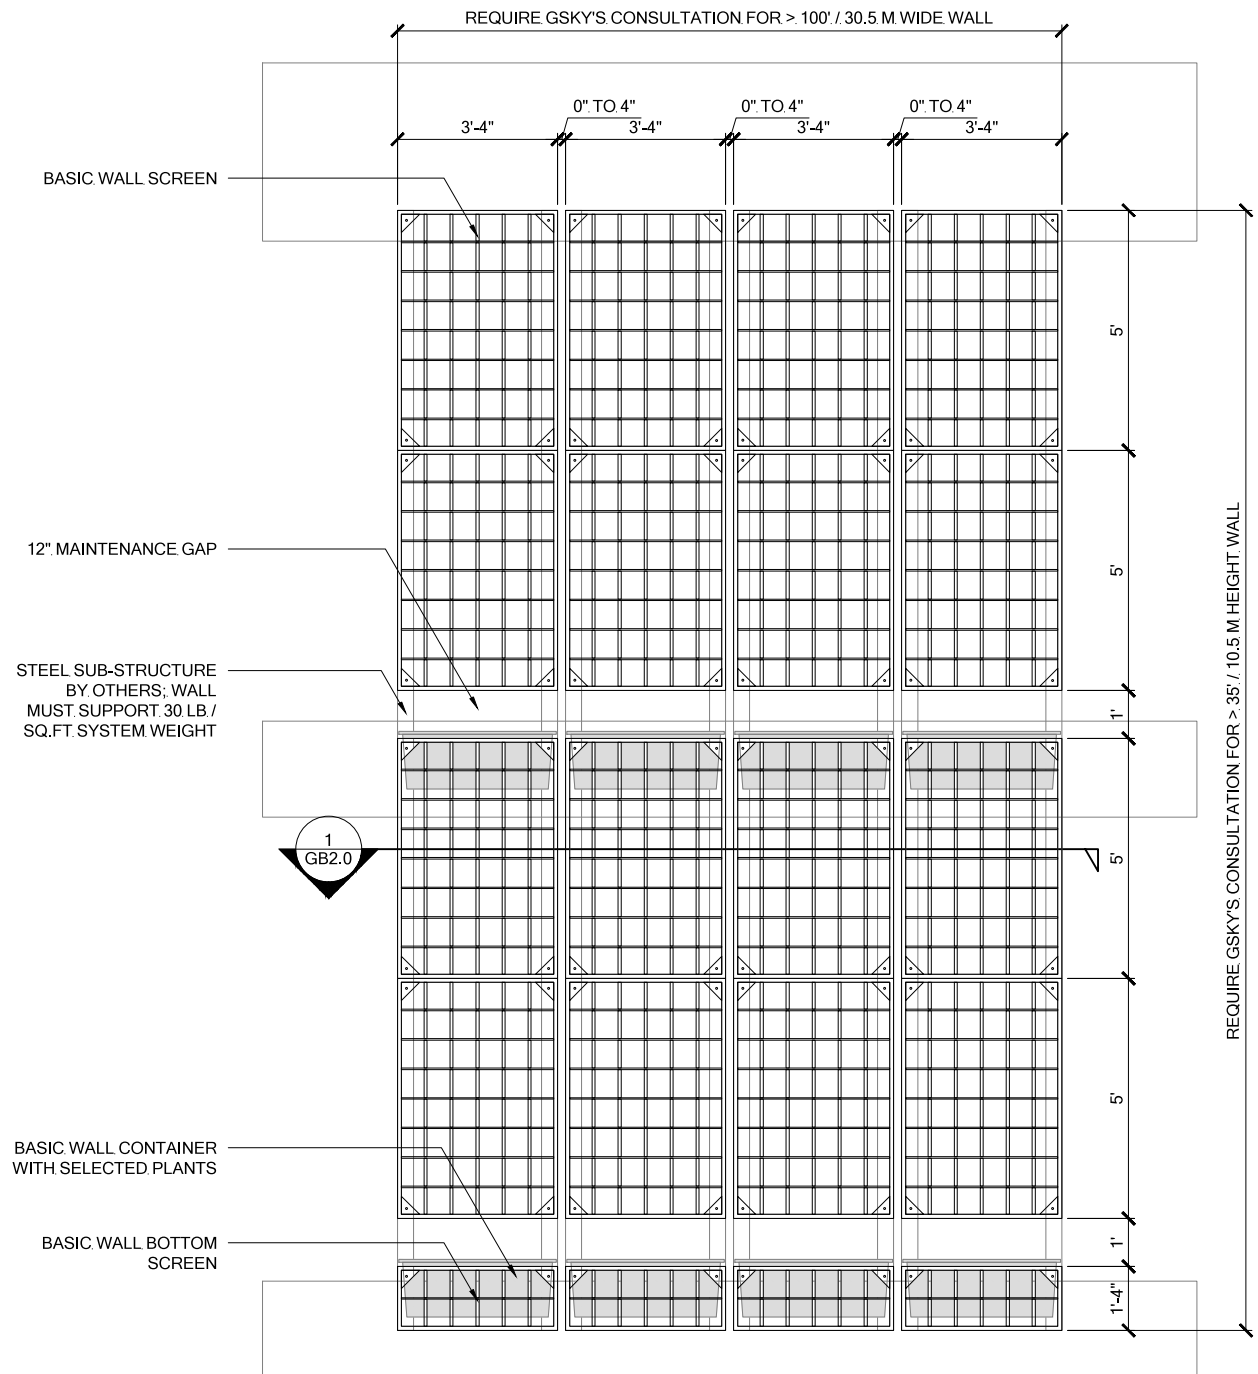 REQUIRE GSKY'S CONSULTATION FOR > 100' / 30.5 M WIDE WALL
0" TO 4"
0" TO 4"
0" TO 4"
3'-4"
3'-4"
3'-4"
3'-4"
BASIC WALL SCREEN
5'
12" MAINTENANCE GAP
5'
STEEL SUB-STRUCTURE
BY OTHERS; WALL
MUST SUPPORT 30 LB /
SQ.FT SYSTEM WEIGHT
1'
REQUIRE GSKY'S CONSULTATION FOR > 35' / 10.5 M HEIGHT WALL
1
GB2.0
5'
5'
BASIC WALL CONTAINER
WITH SELECTED PLANTS
BASIC WALL BOTTOM
SCREEN
1'
1'-4"